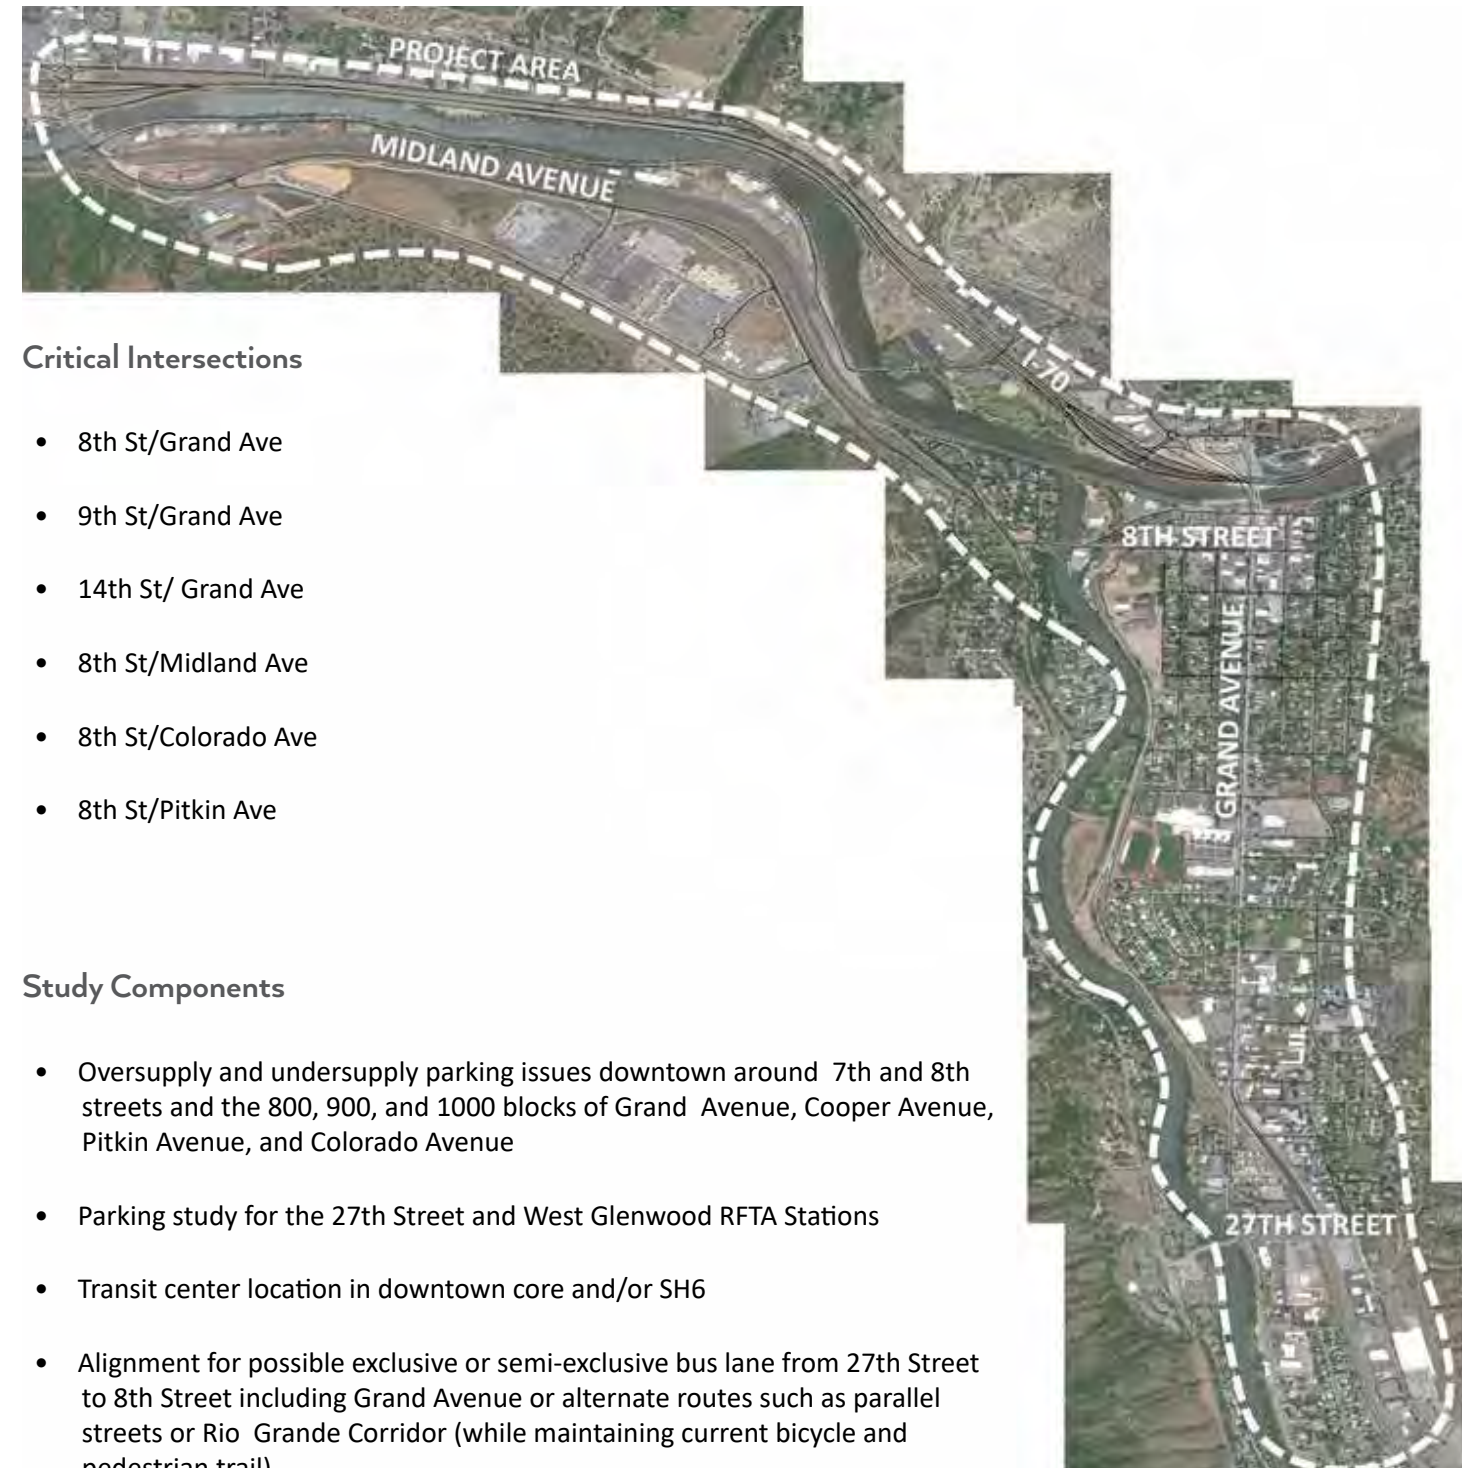 PROJECT AREA
MIDLAND AVENUE
I-70
8TH STREET
GRAND AVENUE
27TH STREET
Critical Intersections
• 8th St/Grand Ave
• 9th St/Grand Ave
• 14th St/ Grand Ave
• 8th St/Midland Ave
• 8th St/Colorado Ave
• 8th St/Pitkin Ave
Study Components
• Oversupply and undersupply parking issues downtown around  7th and 8th
streets and the 800, 900, and 1000 blocks of Grand  Avenue, Cooper Avenue,
Pitkin Avenue, and Colorado Avenue
• Parking study for the 27th Street and West Glenwood RFTA Stations
• Transit center location in downtown core and/or SH6
• Alignment for possible exclusive or semi-exclusive bus lane from 27th Street
to 8th Street including Grand Avenue or alternate routes such as parallel
streets or Rio  Grande Corridor (while maintaining current bicycle and
pedestrian trail)